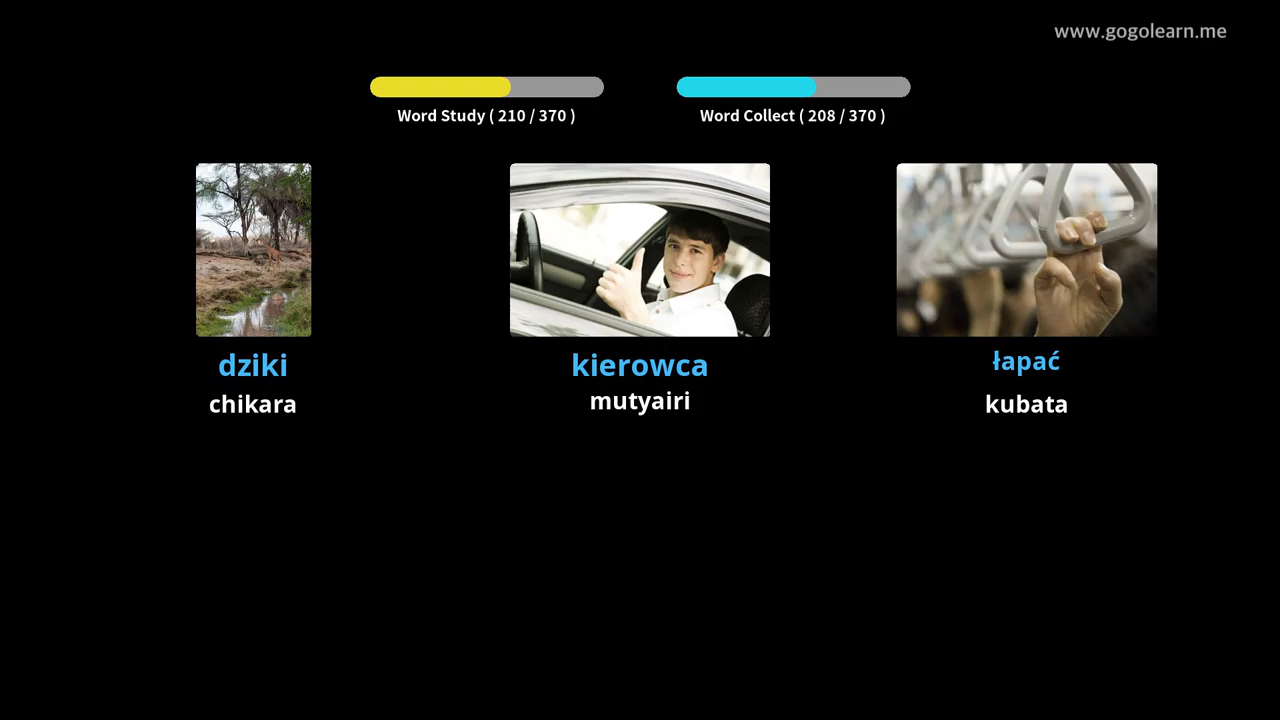 www.gogolearn.me
Word Study ( 210 / 370 )
Word Collect ( 208 / 370 )
dziki
chikara
kierowca
mutyairi
łapać
kubata